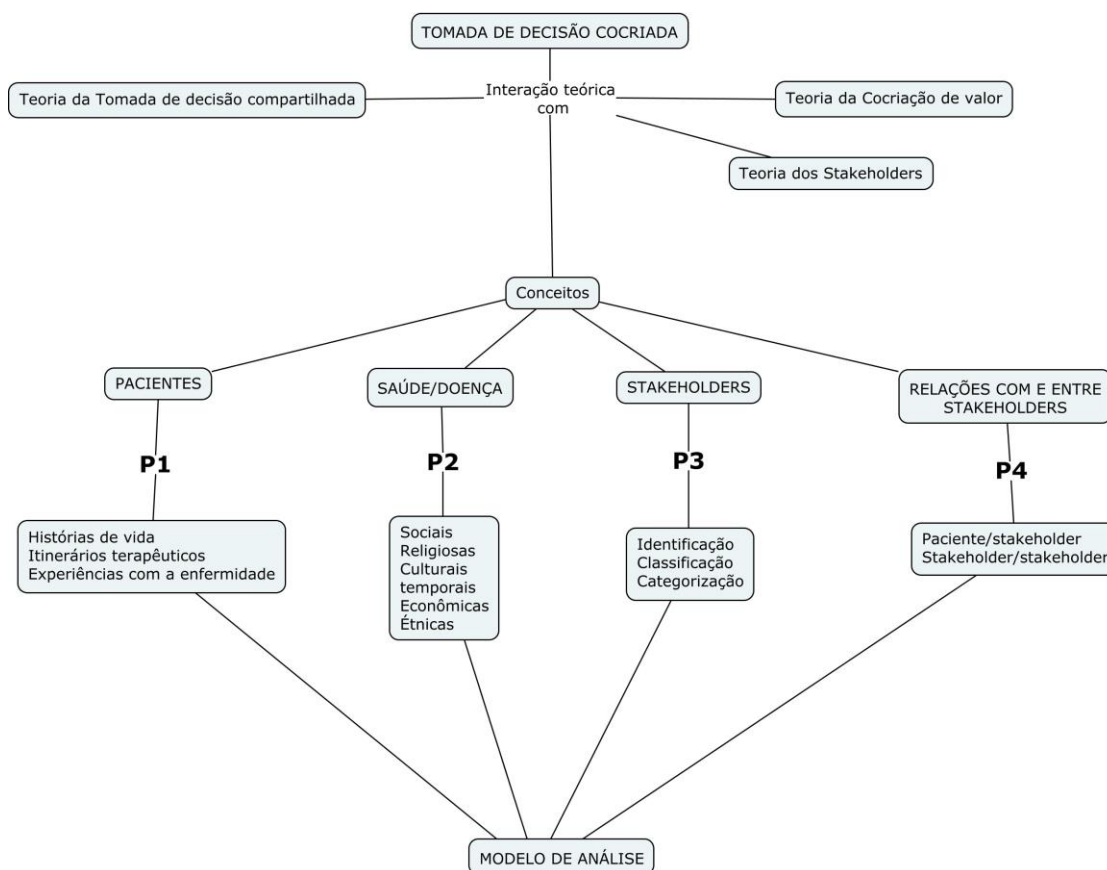 TOMADA DE DECISÃO COCRIADA
Interação teórica
com
Teoria da Tomada de decisão compartilhada
Teoria da Cocriação de valor
Teoria dos Stakeholders
Conceitos
PACIENTES
SAÚDE/DOENÇA
STAKEHOLDERS
RELAÇÕES COM E ENTRE
STAKEHOLDERS
P1
P2
P3
P4
Histórias de vida
Itinerários terapêuticos
Experiências com a enfermidade
Sociais
Religiosas
Culturais
temporais
Econômicas
Étnicas
Identificação
Classificação
Categorização
Paciente/stakeholder
Stakeholder/stakeholder
MODELO DE ANÁLISE